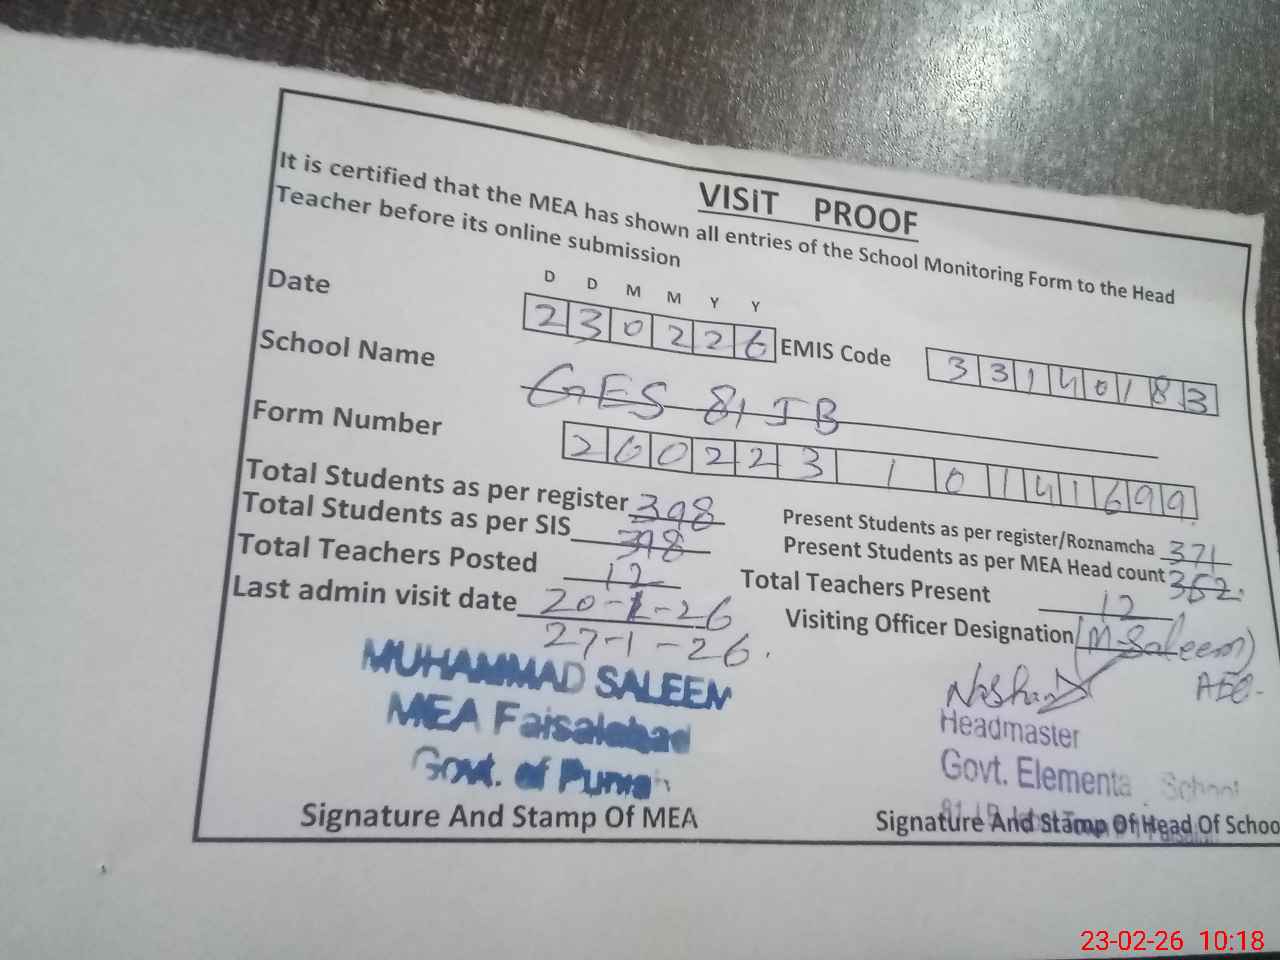 VISIT PROOF
It is certified that the MEA has shown all entries of the School Monitoring Form to the Head
Teacher before its online submission
D D M M Y Y
Date 230226 EMIS Code 33140183
School Name GES 81 JB
Form Number 260223 1 0141699
Total Students as per register 398 Present Students as per register/Roznamcha 371
Total Students as per SIS 398 Present Students as per MEA Head count 352
Total Teachers Posted 12 Total Teachers Present 12
Last admin visit date 20-1-26 Visiting Officer Designation (M Saleem)
27-1-26. AEO
MUHAMMAD SALEEM
MEA Faisalabad
Govt. of Punjab
Headmaster
Govt. Elementa School
Signature And Stamp Of MEA Signature And Stamp Of Head Of Schoo
23-02-26 10:18